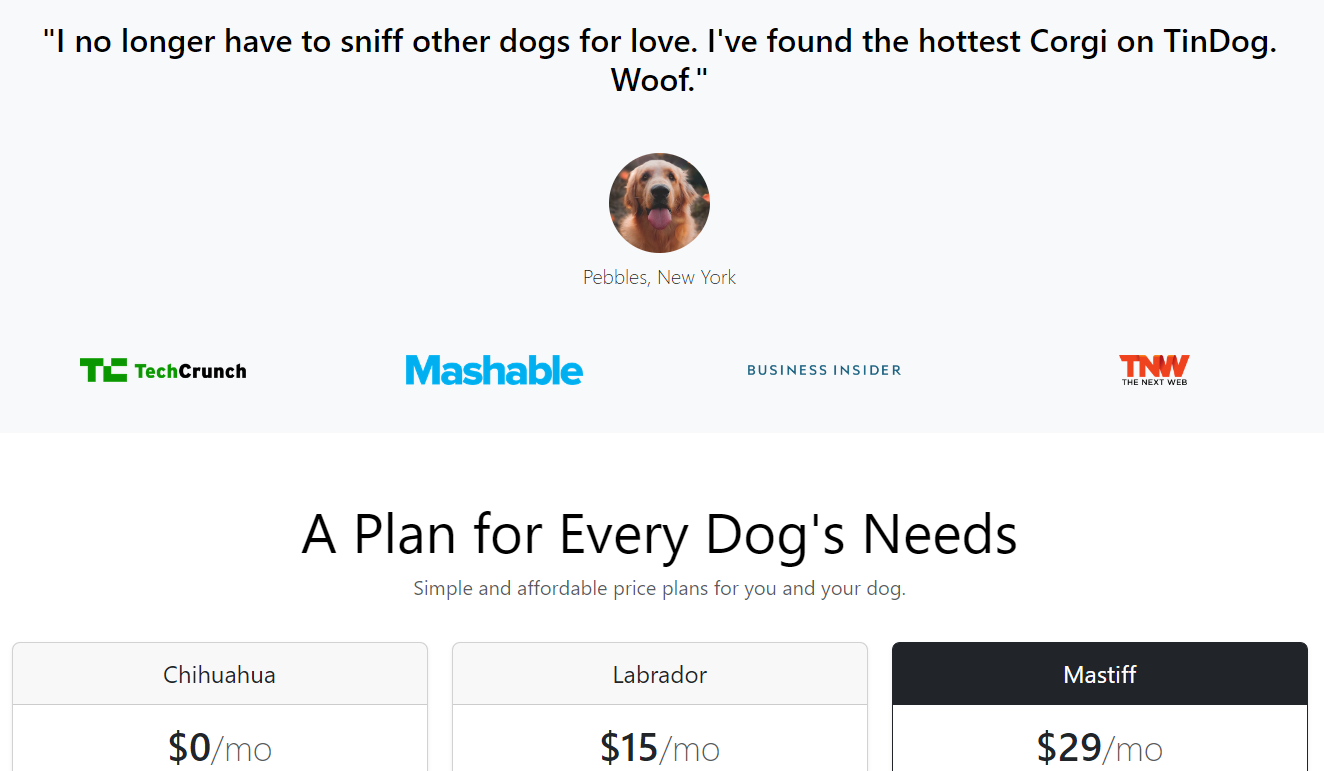 "I no longer have to sniff other dogs for love. I've found the hottest Corgi on TinDog.
Woof."
Pebbles, New York
TechCrunch
Mashable
BUSINESS INSIDER
TNW
THE NEXT WEB
A Plan for Every Dog's Needs
Simple and affordable price plans for you and your dog.
Chihuahua
Labrador
Mastiff
$0/mo
$15/mo
$29/mo